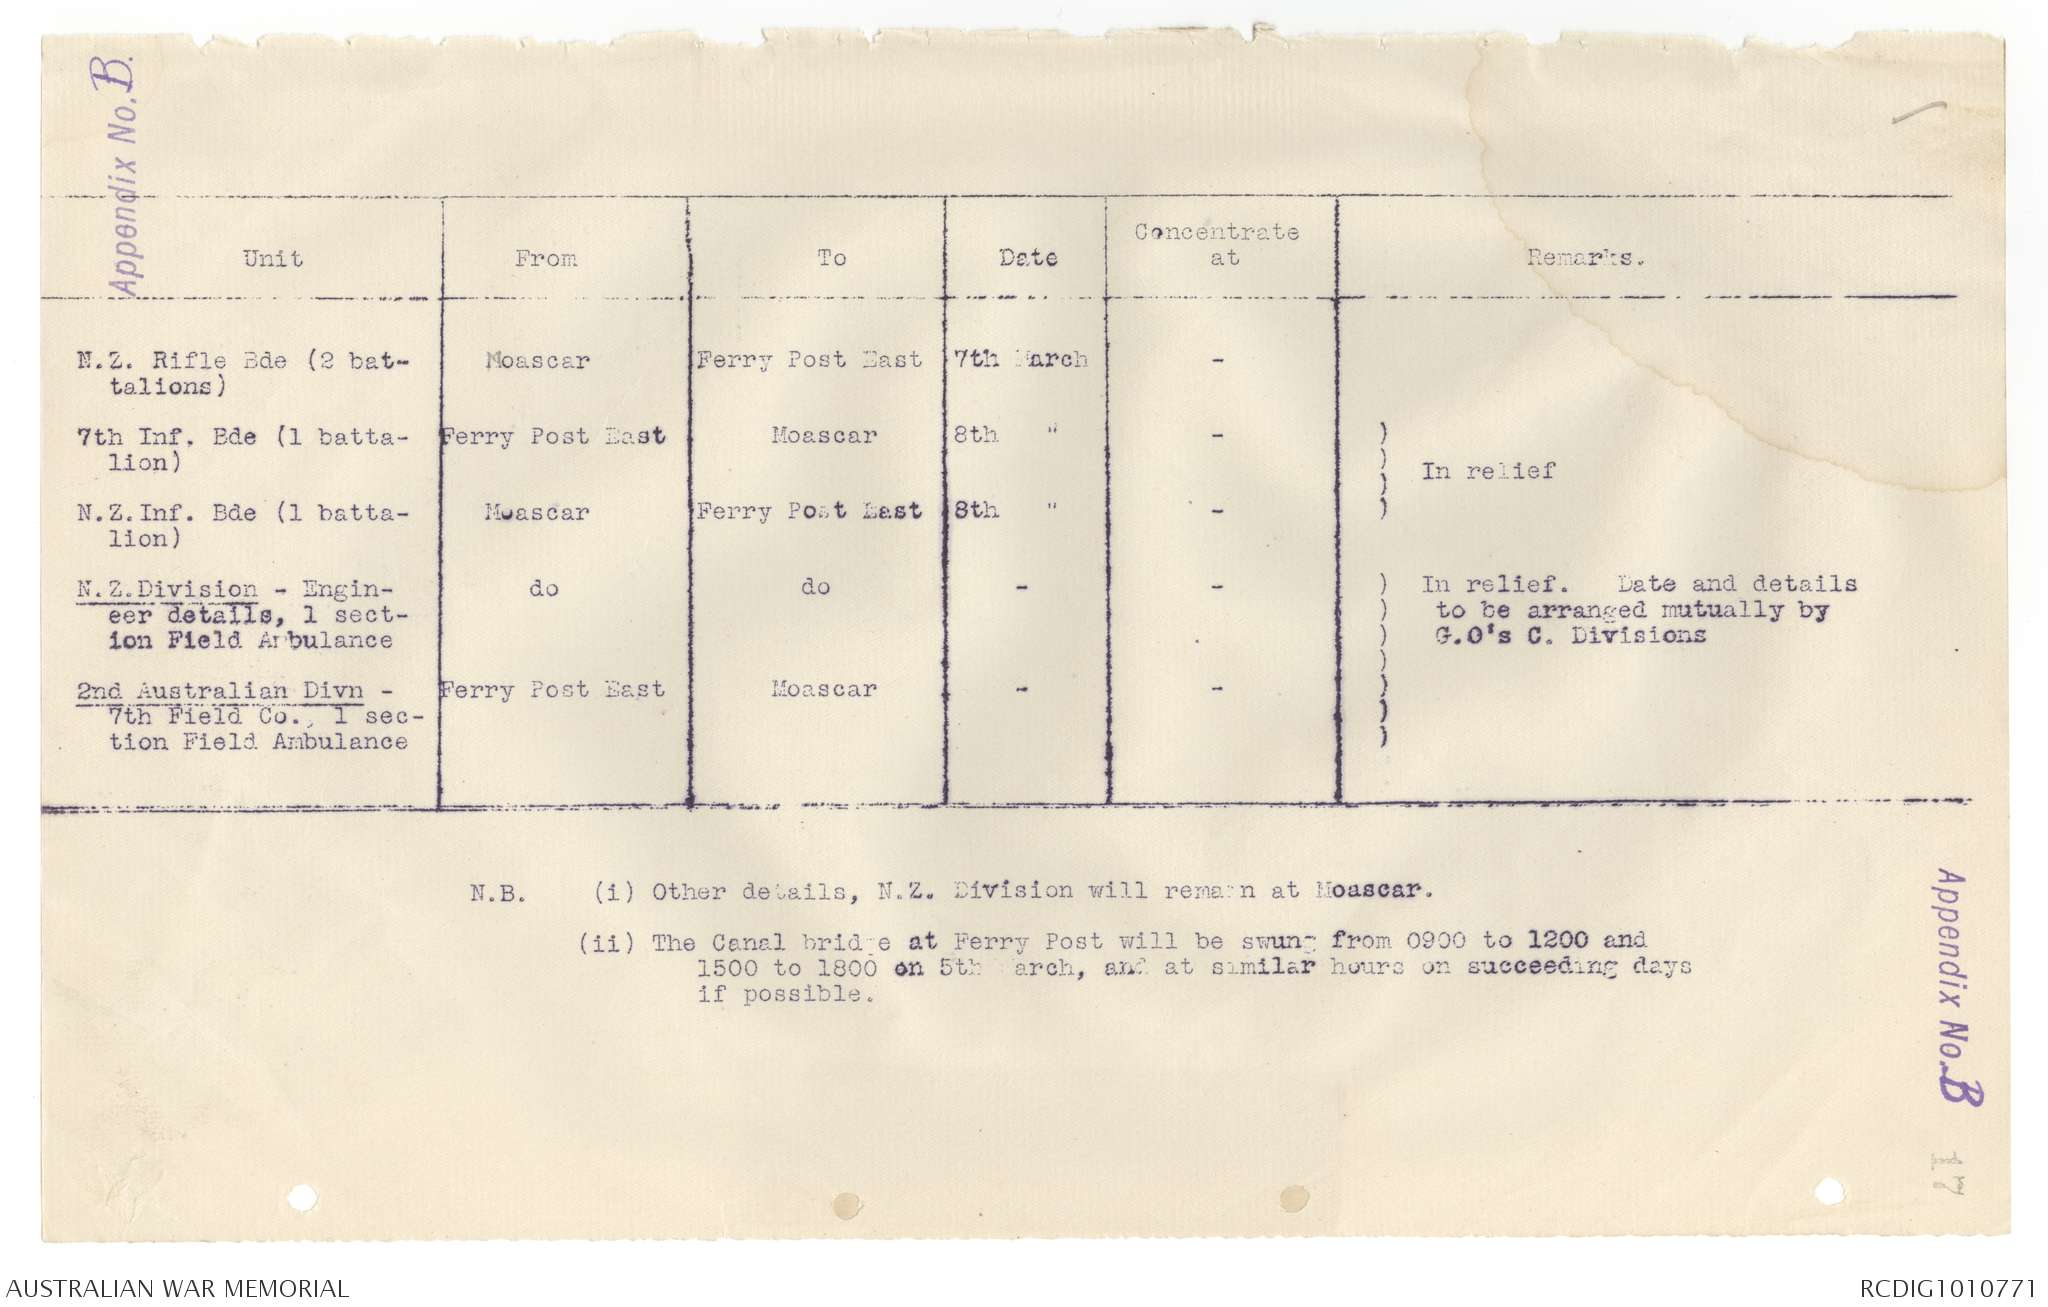 Appendix No. B.
Unit From To Date Concentrate at Remarks.
N.Z. Rifle Bde (2 bat- Moascar Ferry Post East 7th March -
talions)
7th Inf. Bde (1 batta- Ferry Post East Moascar 8th " - )
lion) )
) In relief
N.Z.Inf. Bde (1 batta- Moascar Ferry Post East 8th " - )
lion)
N.Z.Division - Engin- do do - - ) In relief. Date and details
eer details, 1 sect- ) to be arranged mutually by
ion Field Ambulance ) G.O's C. Divisions
)
2nd Australian Divn - Ferry Post East Moascar - - )
7th Field Co., 1 sec- )
tion Field Ambulance )
N.B. (i) Other details, N.Z. Division will remain at Moascar.
(ii) The Canal bridge at Ferry Post will be swung from 0900 to 1200 and
1500 to 1800 on 5th March, and at similar hours on succeeding days
if possible.
Appendix No. B
17
AUSTRALIAN WAR MEMORIAL
RCDIG1010771